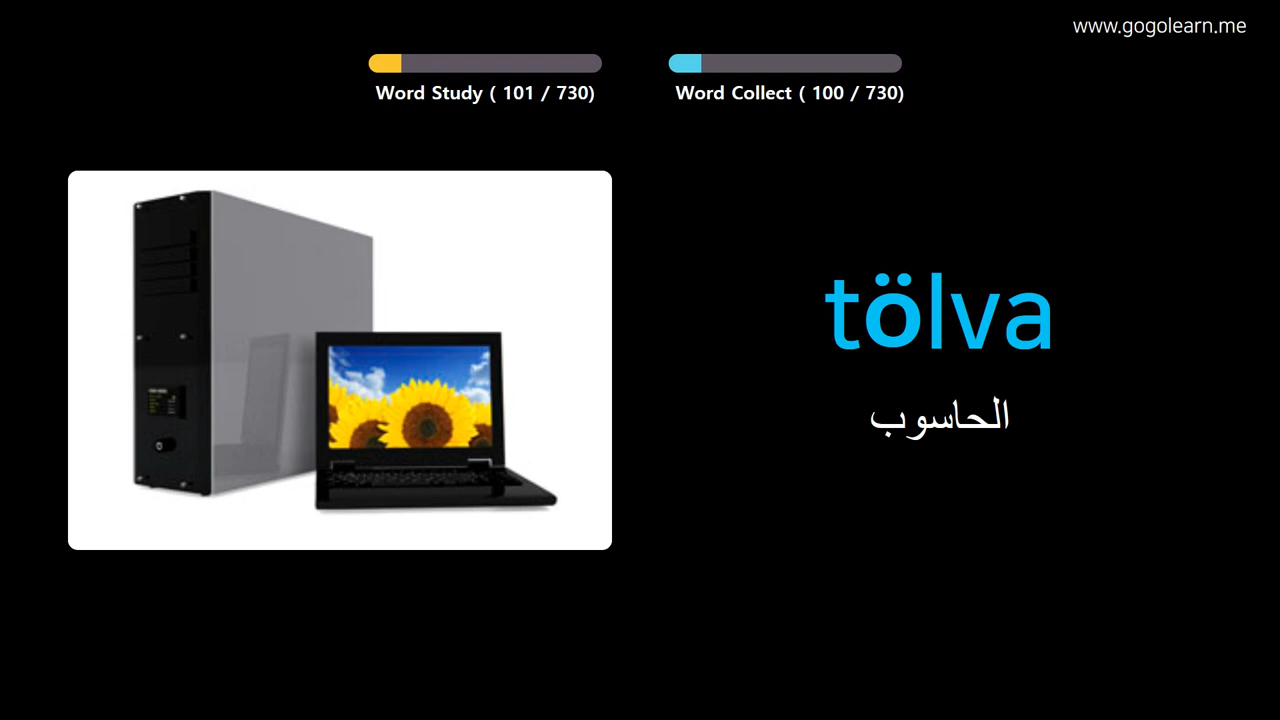 www.gogolearn.me
Word Study ( 101 / 730)
Word Collect ( 100 / 730)
tölva
الحاسوب